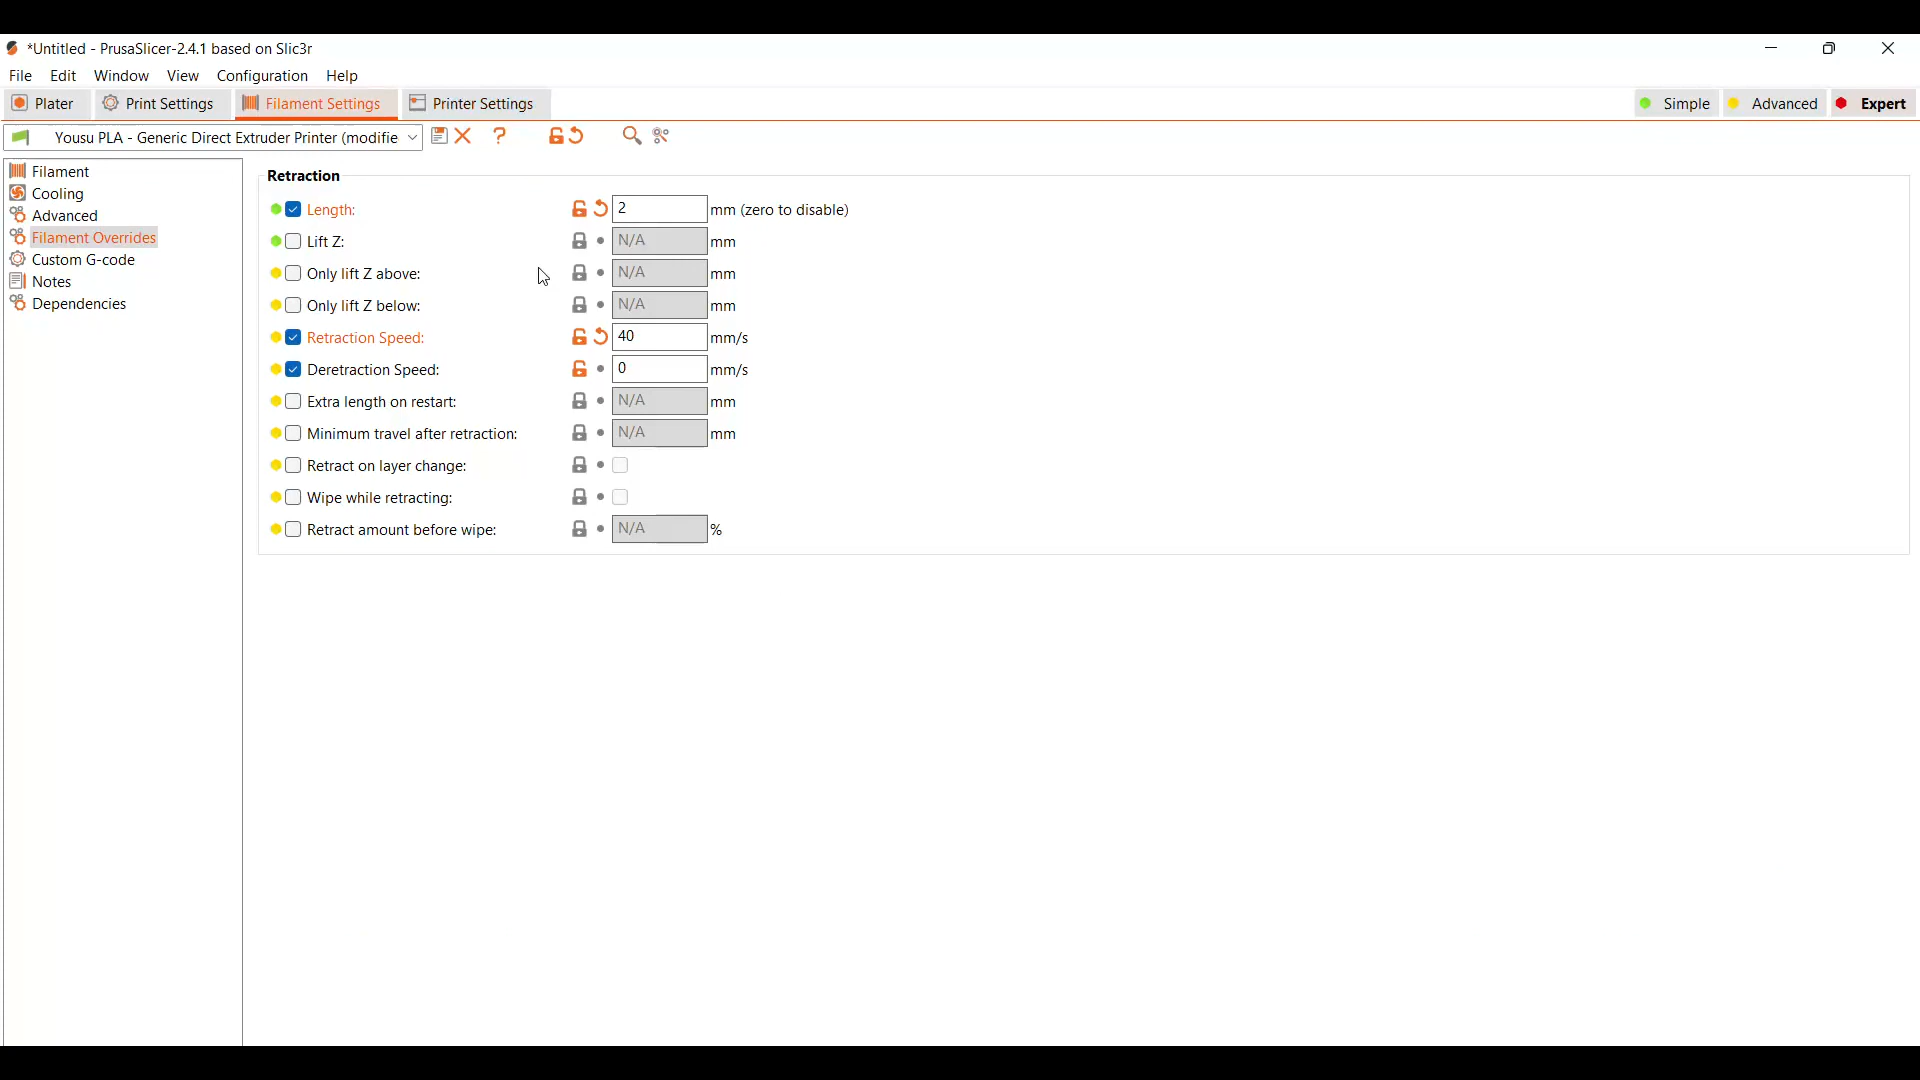 *Untitled - PrusaSlicer-2.4.1 based on Slic3r
File Edit Window View Configuration Help
Plater Print Settings Filament Settings Printer Settings Simple Advanced Expert
Yousu PLA - Generic Direct Extruder Printer (modifie
Filament
Cooling
Advanced
Filament Overrides
Custom G-code
Notes
Dependencies
Retraction
Length: 2 mm (zero to disable)
Lift Z: N/A mm
Only lift Z above: N/A mm
Only lift Z below: N/A mm
Retraction Speed: 40 mm/s
Deretraction Speed: 0 mm/s
Extra length on restart: N/A mm
Minimum travel after retraction: N/A mm
Retract on layer change:
Wipe while retracting:
Retract amount before wipe: N/A %